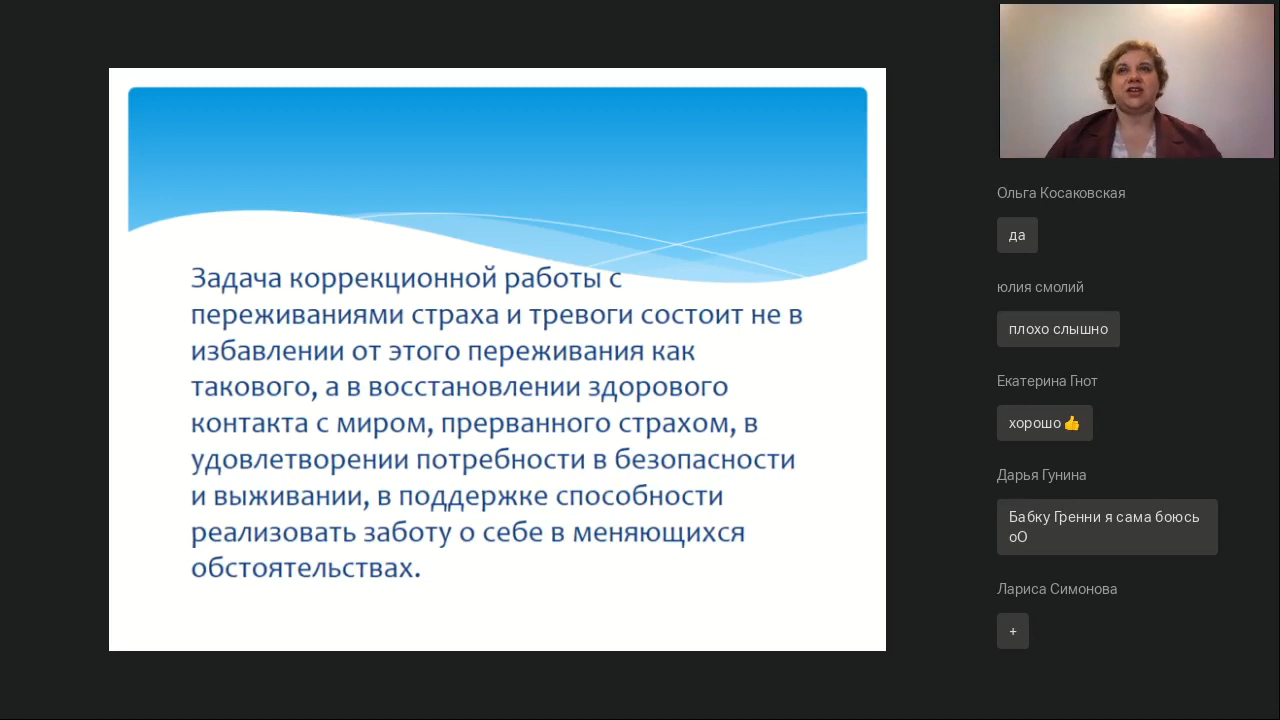 Задача коррекционной работы с
переживаниями страха и тревоги состоит не в
избавлении от этого переживания как
такового, а в восстановлении здорового
контакта с миром, прерванного страхом, в
удовлетворении потребности в безопасности
и выживании, в поддержке способности
реализовать заботу о себе в меняющихся
обстоятельствах.
Ольга Косаковская
да
юлия смолий
плохо слышно
Екатерина Гнот
хорошо 👍
Дарья Гунина
Бабку Гренни я сама боюсь
оО
Лариса Симонова
+